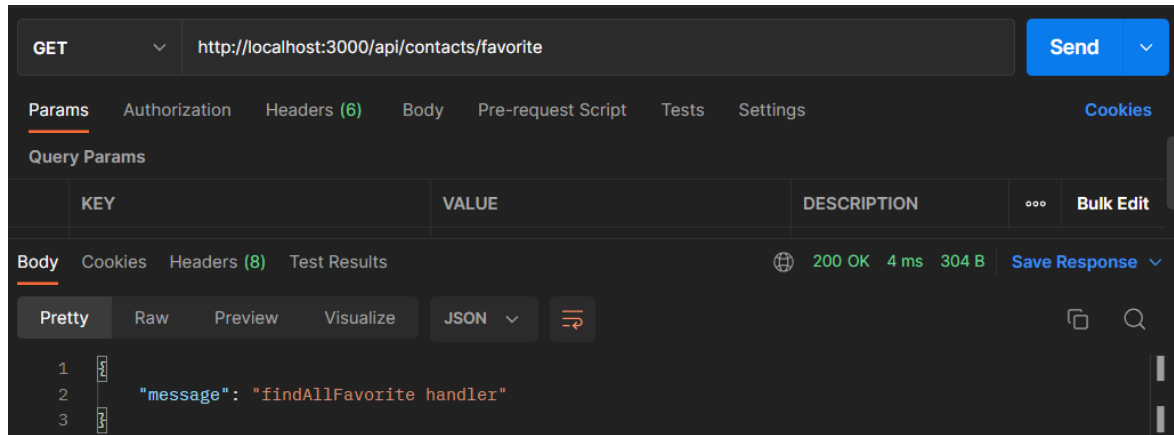 GET http://localhost:3000/api/contacts/favorite Send
Params Authorization Headers (6) Body Pre-request Script Tests Settings Cookies
Query Params
KEY VALUE DESCRIPTION ooo Bulk Edit
Body Cookies Headers (8) Test Results 200 OK 4 ms 304 B Save Response
Pretty Raw Preview Visualize JSON
1 {
2 "message": "findAllFavorite handler"
3 }